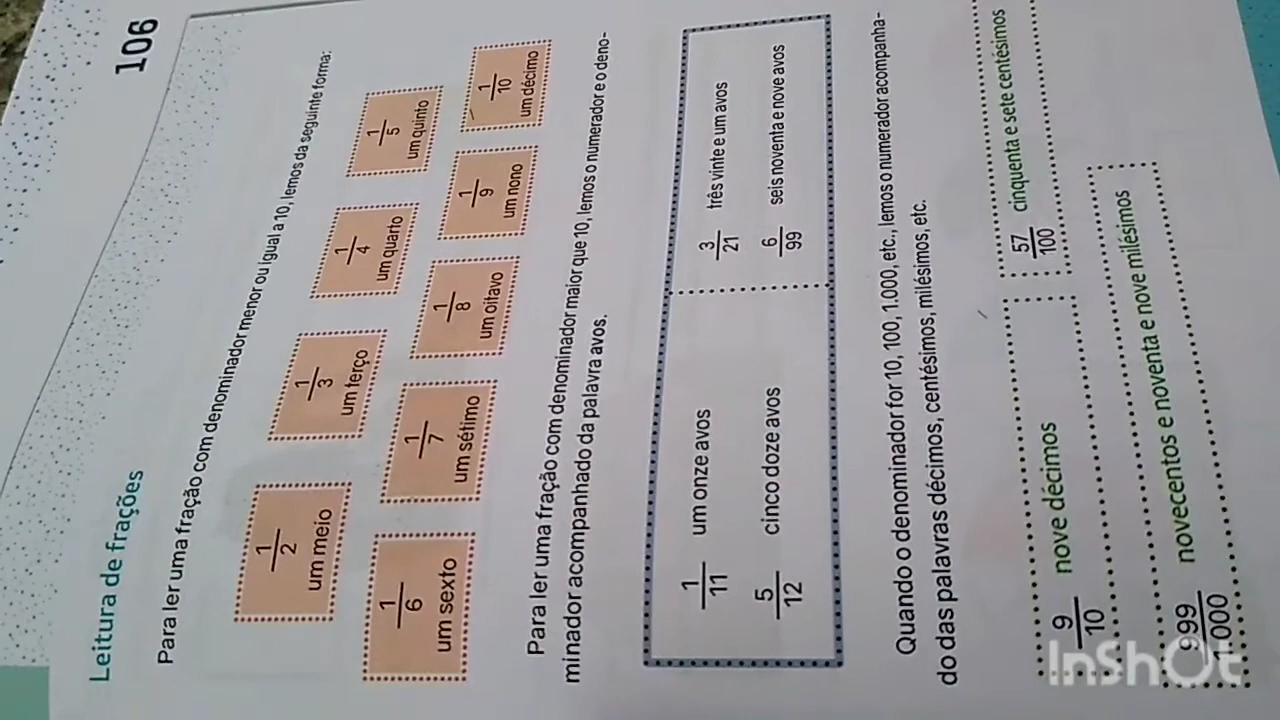 106
Leitura de frações
Para ler uma fração com denominador menor ou igual a 10, lemos da seguinte forma:
1/2 um meio
1/3 um terço
1/4 um quarto
1/5 um quinto
1/6 um sexto
1/7 um sétimo
1/8 um oitavo
1/9 um nono
1/10 um décimo
Para ler uma fração com denominador maior que 10, lemos o numerador e o deno-
minador acompanhado da palavra avos.
1/11 um onze avos
3/21 três vinte e um avos
5/12 cinco doze avos
6/99 seis noventa e nove avos
Quando o denominador for 10, 100, 1.000, etc., lemos o numerador acompanha-
do das palavras décimos, centésimos, milésimos, etc.
9/10 nove décimos
57/100 cinquenta e sete centésimos
999/1000 novecentos e noventa e nove milésimos
InShOt